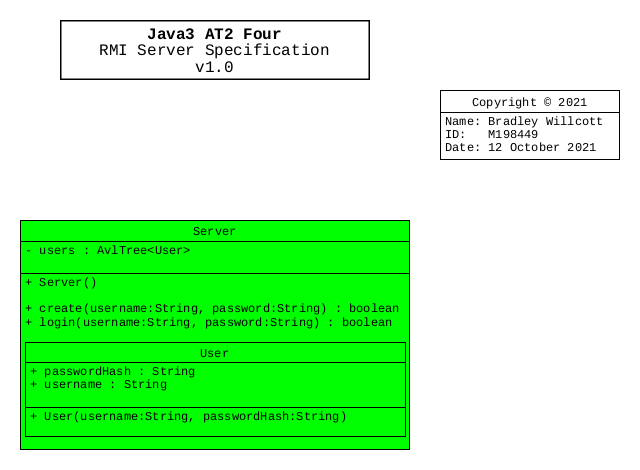 Java3 AT2 Four
RMI Server Specification
v1.0
Copyright © 2021
Name: Bradley Willcott
ID: M198449
Date: 12 October 2021
Server
- users : AvlTree<User>
+ Server()
+ create(username:String, password:String) : boolean
+ login(username:String, password:String) : boolean
User
+ passwordHash : String
+ username : String
+ User(username:String, passwordHash:String)